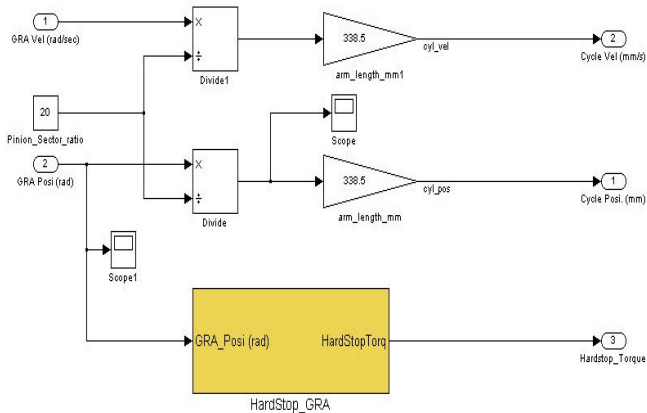 1
GRA Vel (rad/sec)
×
÷
Divide1
338.5
arm_length_mm1
cyl_vel
2
Cycle Vel (mm/s)
20
Pinion_Sector_ratio
2
GRA Posi (rad)
×
÷
Divide
Scope
338.5
arm_length_mm
cyl_pos
1
Cycle Posi. (mm)
Scope1
GRA_Posi (rad)
HardStopTorq
HardStop_GRA
3
Hardstop_Torque